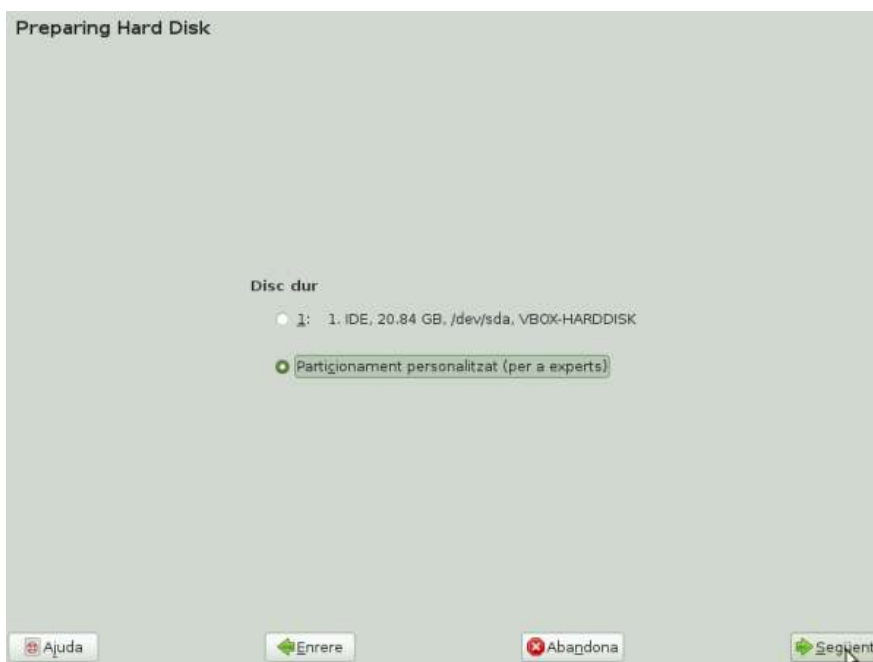 Preparing Hard Disk
Disc dur
1: 1. IDE, 20.84 GB, /dev/sda, VBOX-HARDDISK
Particionament personalitzat (per a experts)
Ajuda
Enrere
Abandona
Següent